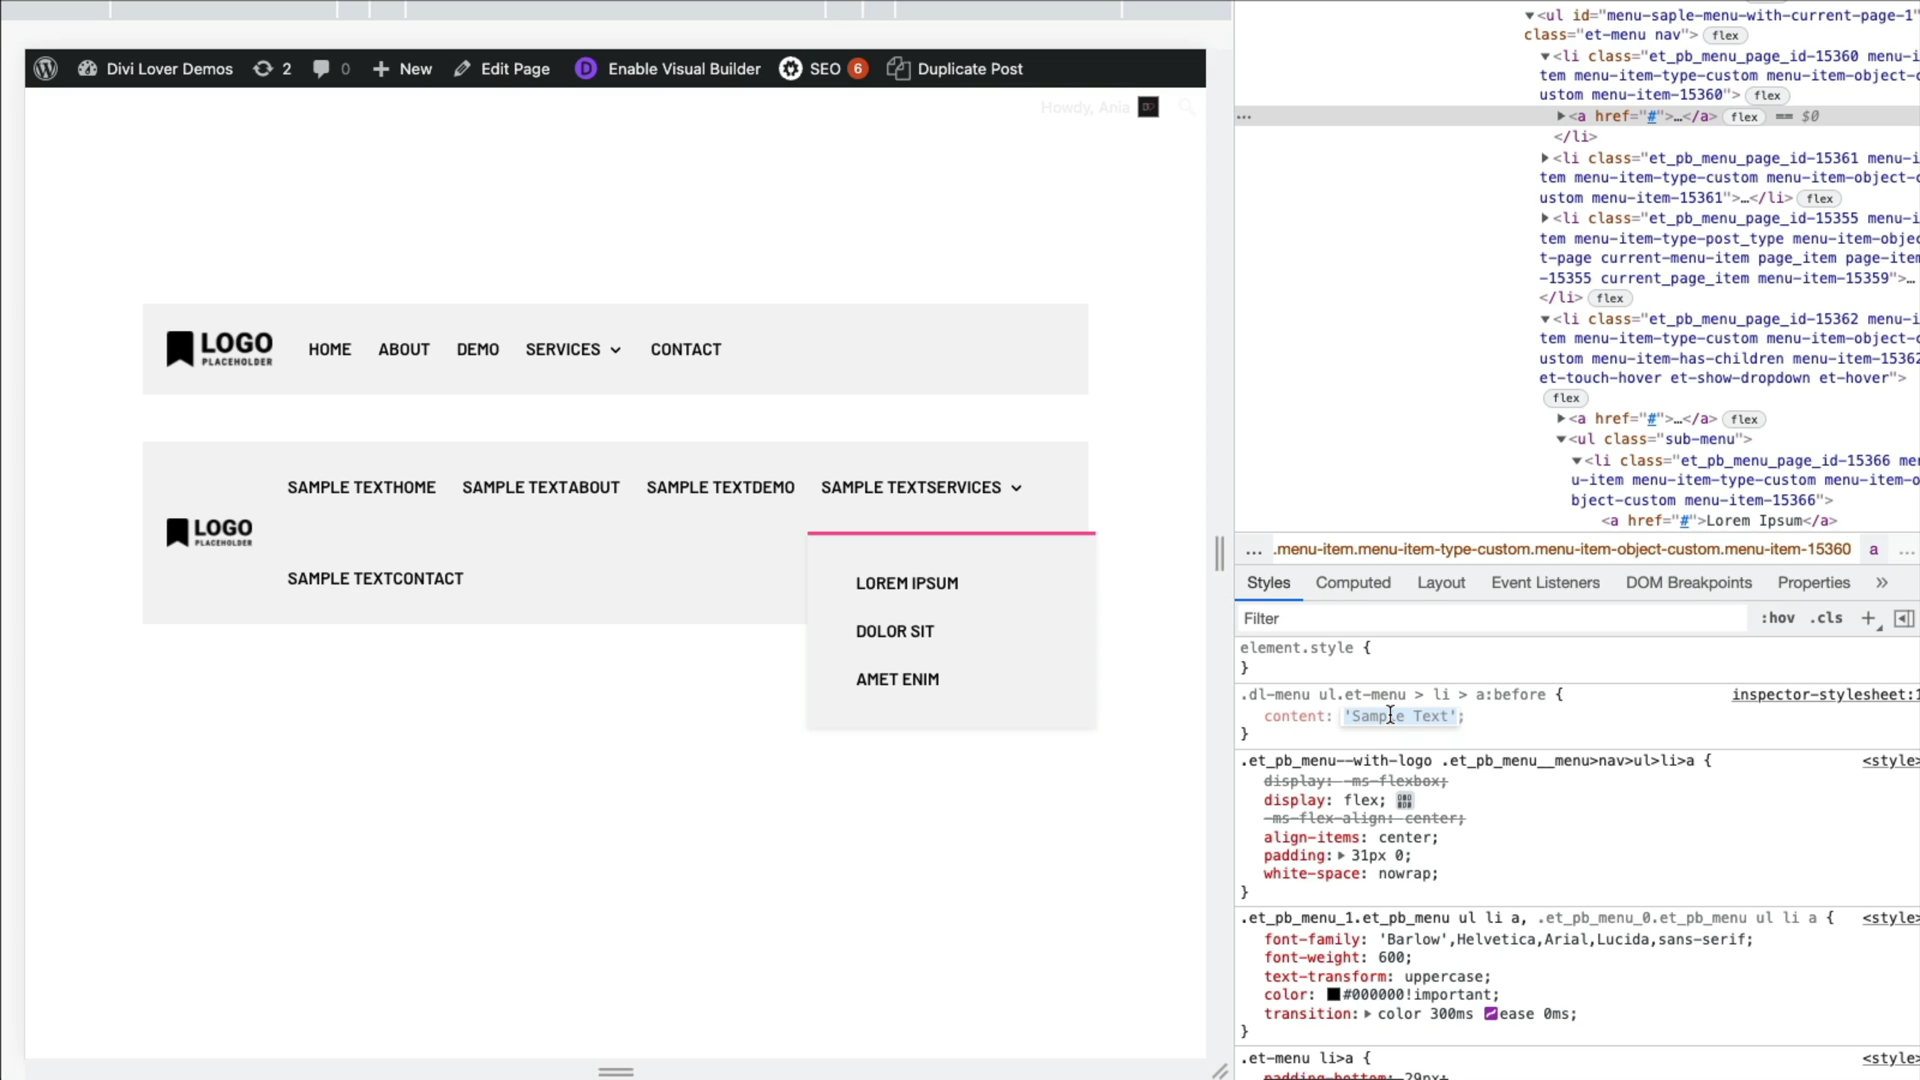 Divi Lover Demos 2 0 New Edit Page Enable Visual Builder SEO 6 Duplicate Post
Howdy, Ania
LOGO
PLACEHOLDER
HOME ABOUT DEMO SERVICES CONTACT
SAMPLE TEXTHOME SAMPLE TEXTABOUT SAMPLE TEXTDEMO SAMPLE TEXTSERVICES
LOGO
PLACEHOLDER
SAMPLE TEXTCONTACT
LOREM IPSUM
DOLOR SIT
AMET ENIM
▼<ul id="menu-saple-menu-with-current-page-1"
class="et-menu nav"> flex
▼<li class="et_pb_menu_page_id-15360 menu-i
tem menu-item-type-custom menu-item-object-c
ustom menu-item-15360"> flex
… ▶<a href="#">…</a> flex == $0
</li>
▶<li class="et_pb_menu_page_id-15361 menu-i
tem menu-item-type-custom menu-item-object-c
ustom menu-item-15361">…</li> flex
▶<li class="et_pb_menu_page_id-15355 menu-i
tem menu-item-type-post_type menu-item-objec
t-page current-menu-item page_item page-item
-15355 current_page_item menu-item-15359">…
</li> flex
▼<li class="et_pb_menu_page_id-15362 menu-i
tem menu-item-type-custom menu-item-object-c
ustom menu-item-has-children menu-item-15362
et-touch-hover et-show-dropdown et-hover">
flex
▶<a href="#">…</a> flex
▼<ul class="sub-menu">
▼<li class="et_pb_menu_page_id-15366 men
u-item menu-item-type-custom menu-item-o
bject-custom menu-item-15366">
<a href="#">Lorem Ipsum</a>
… .menu-item.menu-item-type-custom.menu-item-object-custom.menu-item-15360 a …
Styles Computed Layout Event Listeners DOM Breakpoints Properties »
Filter :hov .cls +
element.style {
}
.dl-menu ul.et-menu > li > a:before { inspector-stylesheet:1
content: 'Sample Text';
}
.et_pb_menu--with-logo .et_pb_menu__menu>nav>ul>li>a { <style>
display: -ms-flexbox;
display: flex;
-ms-flex-align: center;
align-items: center;
padding: ▶ 31px 0;
white-space: nowrap;
}
.et_pb_menu_1.et_pb_menu ul li a, .et_pb_menu_0.et_pb_menu ul li a { <style>
font-family: 'Barlow',Helvetica,Arial,Lucida,sans-serif;
font-weight: 600;
text-transform: uppercase;
color: #000000!important;
transition: ▶ color 300ms ease 0ms;
}
.et-menu li>a { <style>
padding-bottom: 29px;